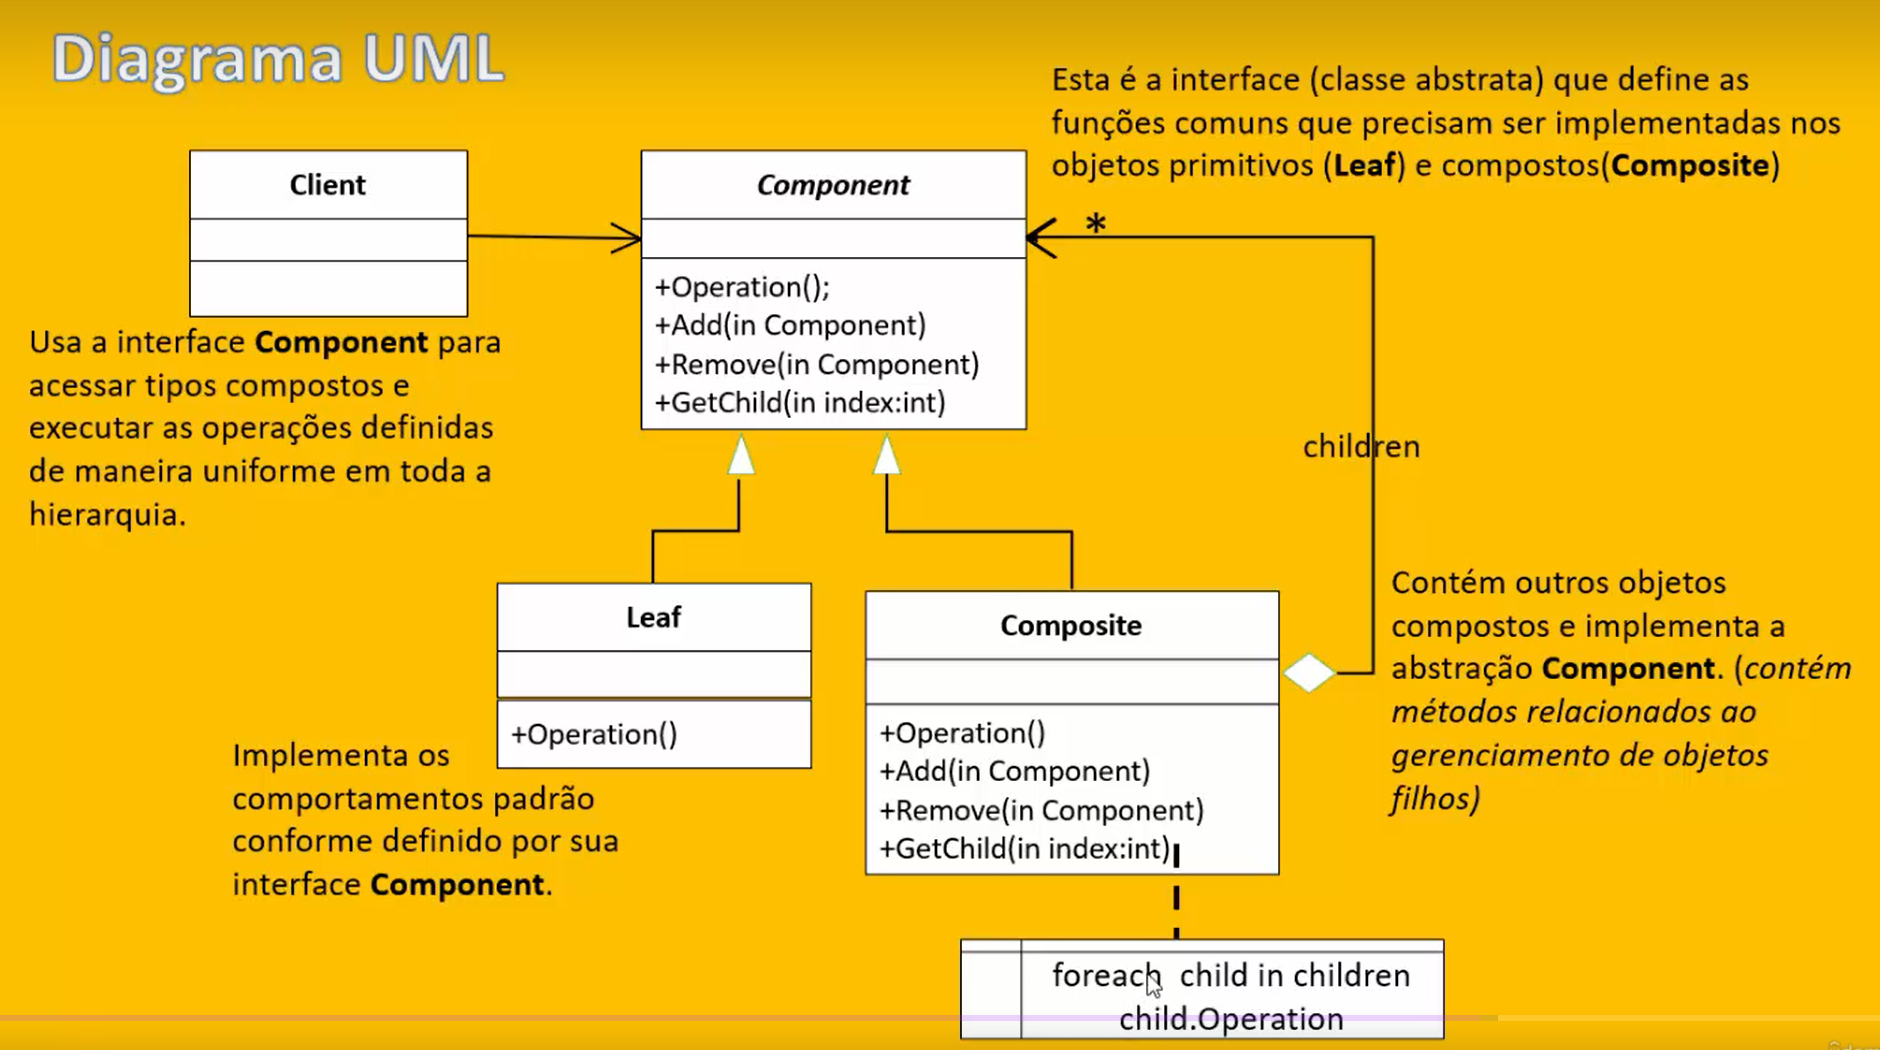 Diagrama UML
Esta é a interface (classe abstrata) que define as
funções comuns que precisam ser implementadas nos
objetos primitivos (Leaf) e compostos(Composite)
Client
Component
*
+Operation();
+Add(in Component)
+Remove(in Component)
+GetChild(in index:int)
Usa a interface Component para
acessar tipos compostos e
executar as operações definidas
de maneira uniforme em toda a
hierarquia.
children
Leaf
+Operation()
Implementa os
comportamentos padrão
conforme definido por sua
interface Component.
Composite
+Operation()
+Add(in Component)
+Remove(in Component)
+GetChild(in index:int)
Contém outros objetos
compostos e implementa a
abstração Component. (contém
métodos relacionados ao
gerenciamento de objetos
filhos)
foreach child in children
child.Operation